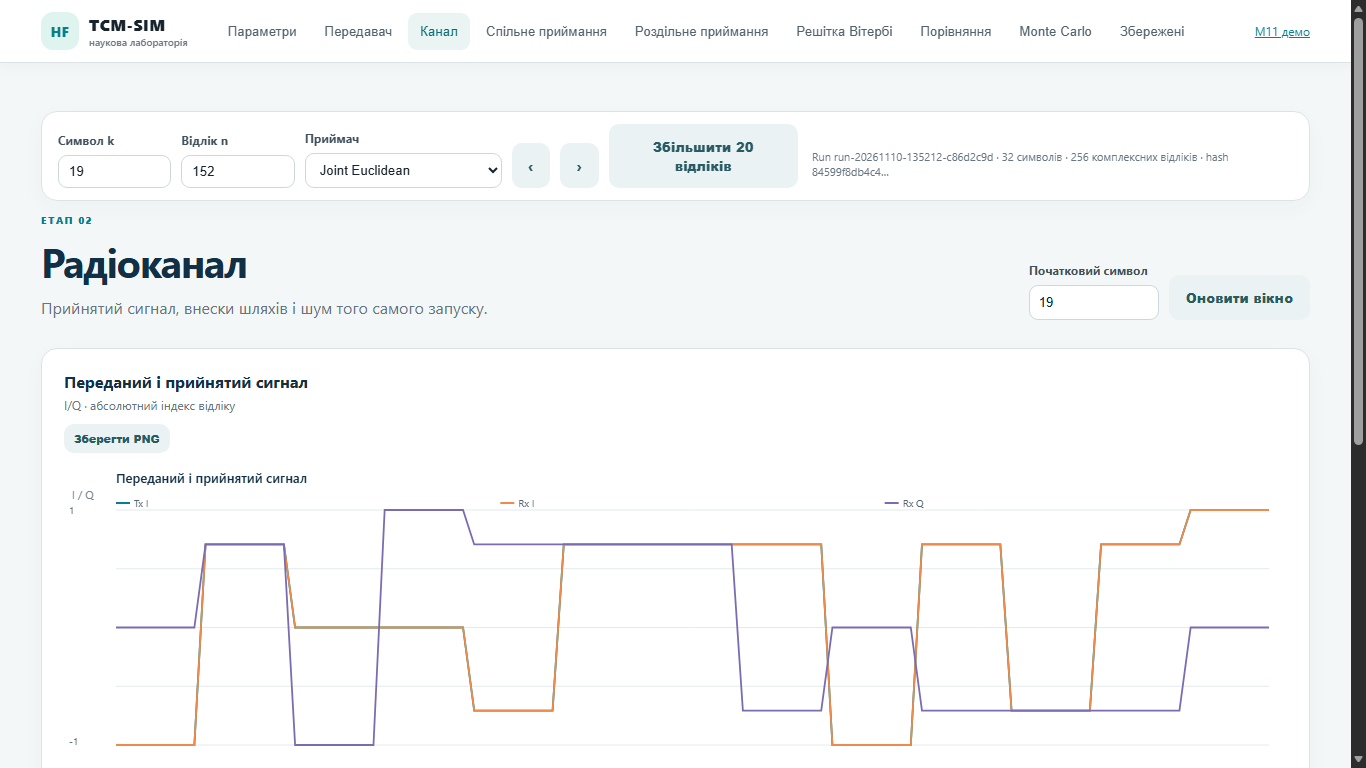 HF
TCM-SIM
наукова лабораторія
Параметри
Передавач
Канал
Спільне приймання
Роздільне приймання
Решітка Вітербі
Порівняння
Monte Carlo
Збережені
M11 демо
Символ k
Відлік n
Приймач
19
152
Joint Euclidean
‹
›
Збільшити 20
відліків
Run run-20261110-135212-c86d2c9d · 32 символів · 256 комплексних відліків · hash
84599f8db4c4…
ЕТАП 02
Радіоканал
Прийнятий сигнал, внески шляхів і шум того самого запуску.
Початковий символ
19
Оновити вікно
Переданий і прийнятий сигнал
I/Q · абсолютний індекс відліку
Зберегти PNG
Переданий і прийнятий сигнал
I / Q
Tx I
Rx I
Rx Q
1
-1